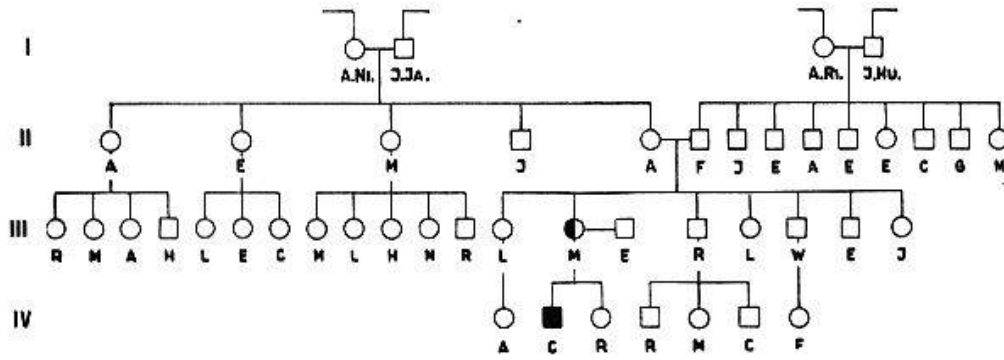 I
A.NI. J.JA. A.RI. J.HU.
II
A E M J A F J E A E E C G M
III
R M A H L E C N L H N R L M E R L W E J
IV
A C R R M C F